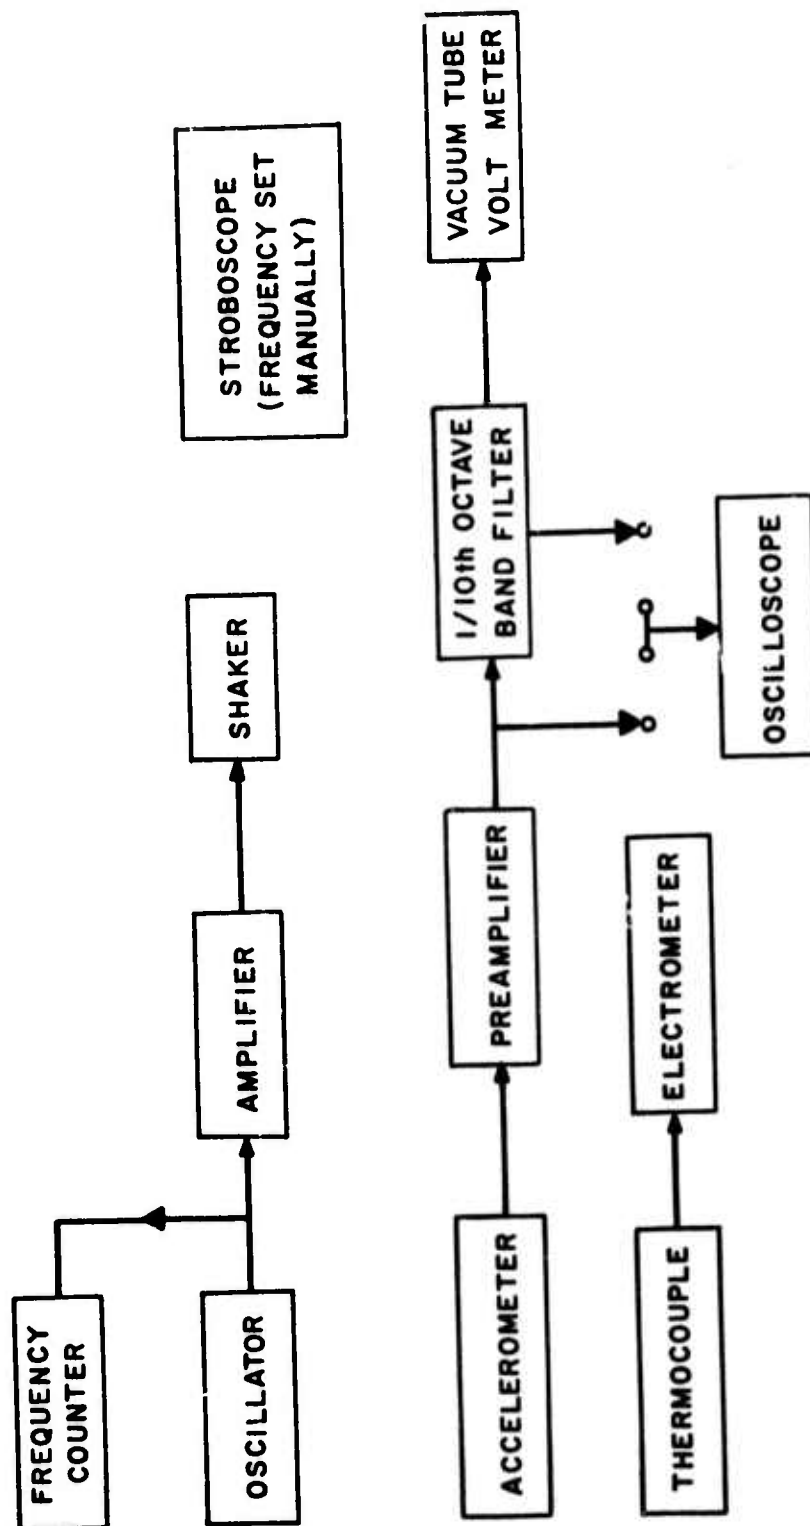 FREQUENCY
COUNTER
OSCILLATOR
AMPLIFIER
SHAKER
STROBOSCOPE
(FREQUENCY SET
MANUALLY)
ACCELEROMETER
PREAMPLIFIER
1/10th OCTAVE
BAND FILTER
VACUUM TUBE
VOLT METER
THERMOCOUPLE
ELECTROMETER
OSCILLOSCOPE